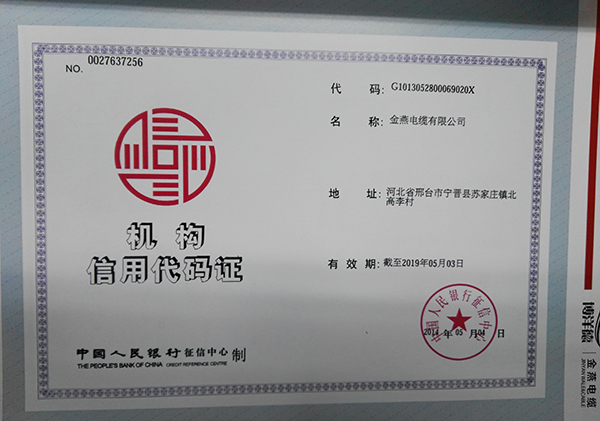 NO. 0027637256
代 码: G1013052800069020X
名 称: 金燕电缆有限公司
地 址: 河北省邢台市宁晋县苏家庄镇北
高李村
有 效 期: 截至2019年05月03日
机 构
信用代码证
中国人民银行征信中心 制
THE PEOPLE'S BANK OF CHINA CREDIT REFERENCE CENTRE
中国人民银行征信中心
2014 年 05 月 04 日
博洋德
金燕电缆